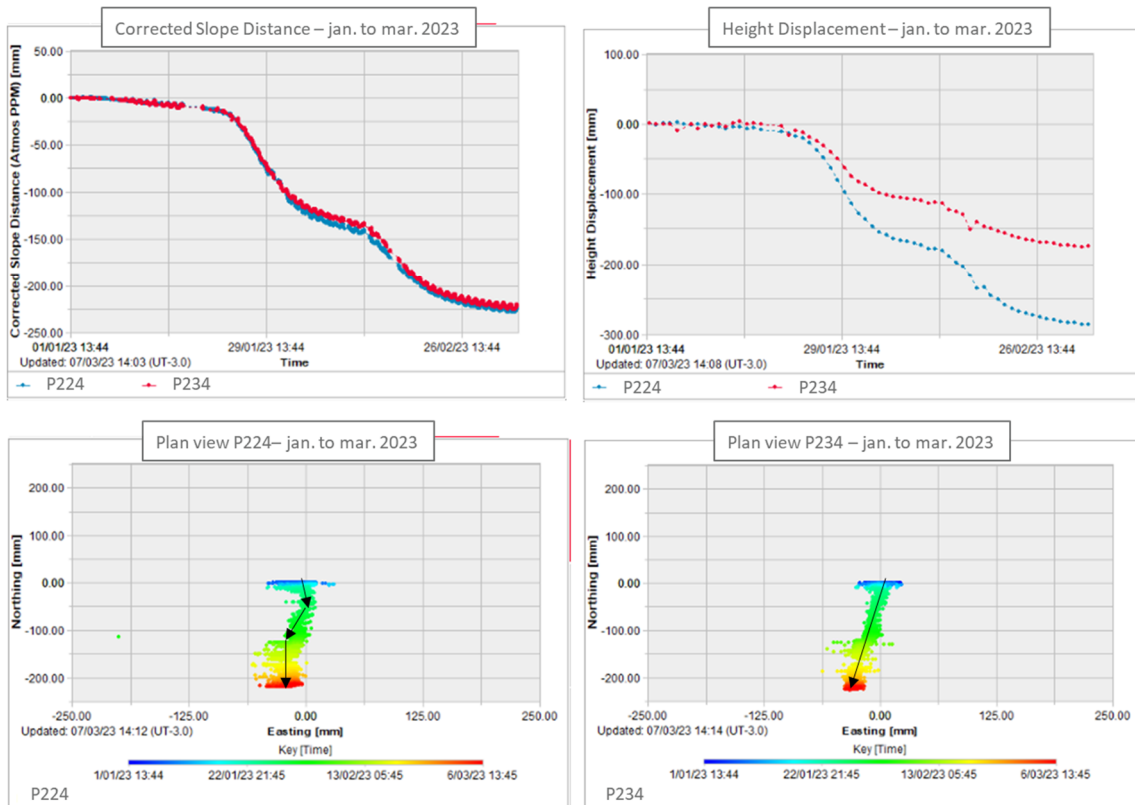 Corrected Slope Distance – jan. to mar. 2023
Corrected Slope Distance (Atmos PPM) [mm]
50.00
0.00
-50.00
-100.00
-150.00
-200.00
-250.00
01/01/23 13:44
29/01/23 13:44
26/02/23 13:44
Updated: 07/03/23 14:03 (UT-3.0)
Time
P224
P234
Height Displacement – jan. to mar. 2023
Height Displacement [mm]
100.00
0.00
-100.00
-200.00
-300.00
01/01/23 13:44
29/01/23 13:44
26/02/23 13:44
Updated: 07/03/23 14:08 (UT-3.0)
Time
P224
P234
Plan view P224– jan. to mar. 2023
Northing [mm]
200.00
100.00
0.00
-100.00
-200.00
-250.00
-125.00
0.00
125.00
250.00
Updated: 07/03/23 14:12 (UT-3.0)
Easting [mm]
Key [Time]
1/01/23 13:44
22/01/23 21:45
13/02/23 05:45
6/03/23 13:45
P224
Plan view P234 – jan. to mar. 2023
Northing [mm]
200.00
100.00
0.00
-100.00
-200.00
-250.00
-125.00
0.00
125.00
250.00
Updated: 07/03/23 14:14 (UT-3.0)
Easting [mm]
Key [Time]
1/01/23 13:44
22/01/23 21:45
13/02/23 05:45
6/03/23 13:45
P234